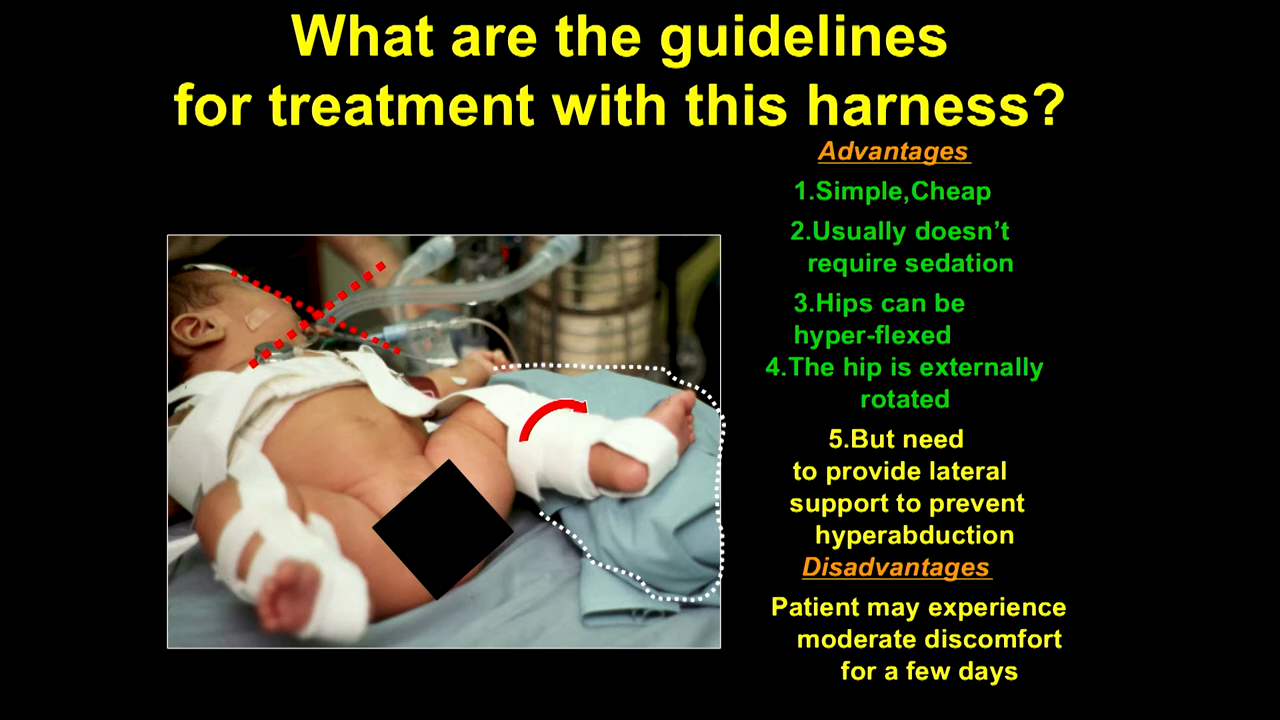 What are the guidelines
for treatment with this harness?
Advantages
1.Simple,Cheap
2.Usually doesn’t
require sedation
3.Hips can be
hyper-flexed
4.The hip is externally
rotated
5.But need
to provide lateral
support to prevent
hyperabduction
Disadvantages
Patient may experience
moderate discomfort
for a few days